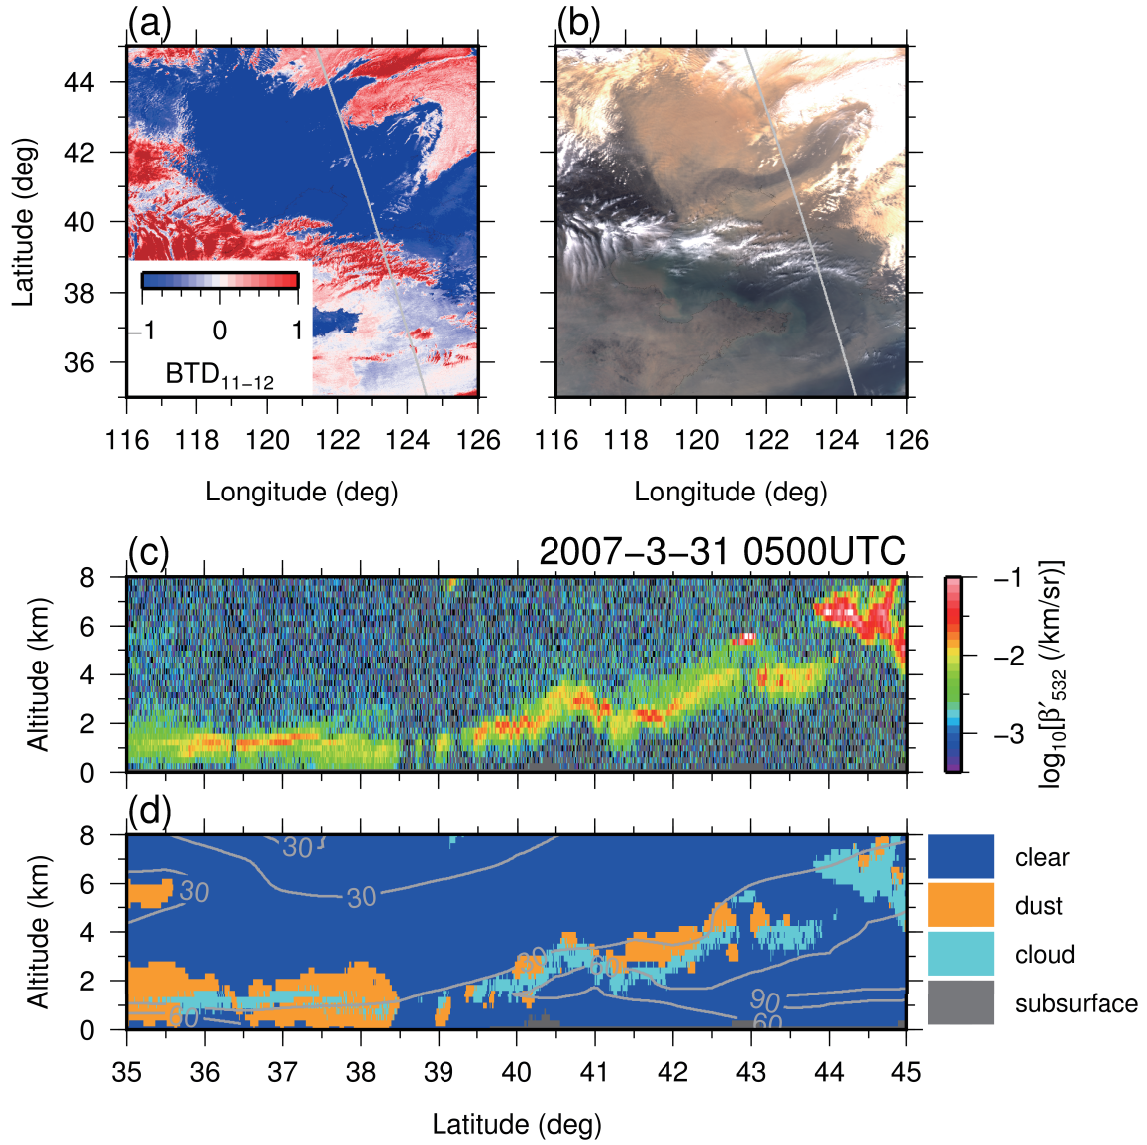 (a)
(b)
Latitude (deg)
44
42
40
38
36
1 0 1
BTD11−12
116 118 120 122 124 126
116 118 120 122 124 126
Longitude (deg)
Longitude (deg)
(c)
2007−3−31 0500UTC
Altitude (km)
8
6
4
2
0
−1
−2
−3
log10[β′532 (/km/sr)]
(d)
Altitude (km)
8
6
4
2
0
30
30
30
30
60
60
90
60
clear
dust
cloud
subsurface
35 36 37 38 39 40 41 42 43 44 45
Latitude (deg)